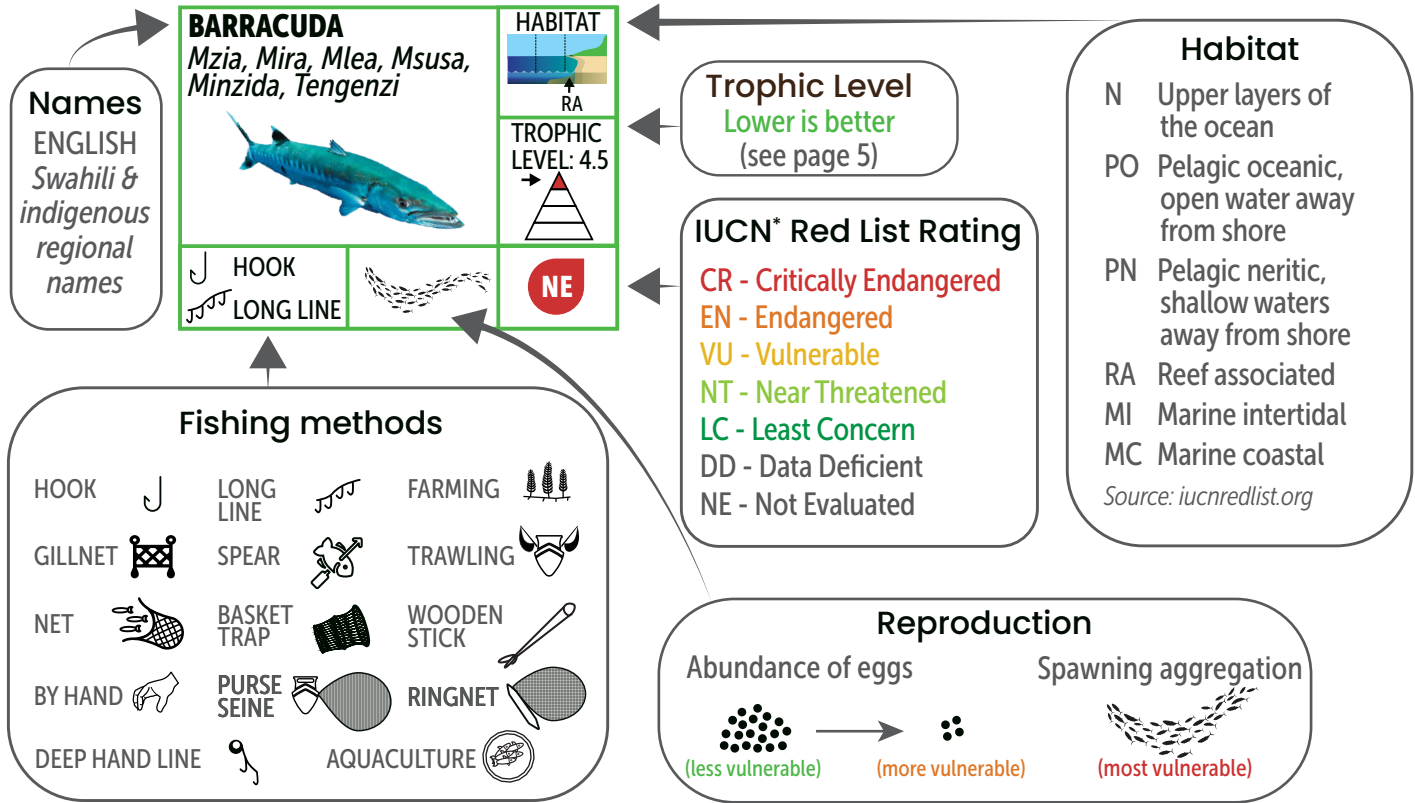 BARRACUDA
Mzia, Mira, Mlea, Msusa,
Minzida, Tengenzi
HABITAT
RA
TROPHIC
LEVEL: 4.5
HOOK
LONG LINE
NE
Names
ENGLISH
Swahili &
indigenous
regional
names
Trophic Level
Lower is better
(see page 5)
IUCN* Red List Rating
CR - Critically Endangered
EN - Endangered
VU - Vulnerable
NT - Near Threatened
LC - Least Concern
DD - Data Deficient
NE - Not Evaluated
Habitat
N Upper layers of
the ocean
PO Pelagic oceanic,
open water away
from shore
PN Pelagic neritic,
shallow waters
away from shore
RA Reef associated
MI Marine intertidal
MC Marine coastal
Source: iucnredlist.org
Fishing methods
HOOK
LONG
LINE
FARMING
GILLNET
SPEAR
TRAWLING
NET
BASKET
TRAP
WOODEN
STICK
BY HAND
PURSE
SEINE
RINGNET
DEEP HAND LINE
AQUACULTURE
Reproduction
Abundance of eggs
Spawning aggregation
(less vulnerable)
(more vulnerable)
(most vulnerable)